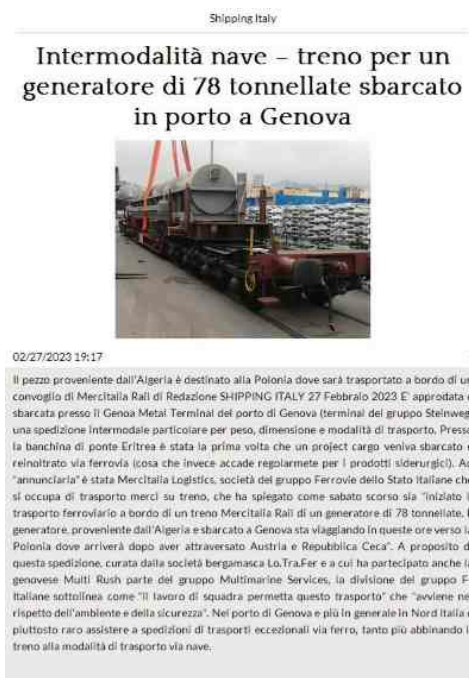 Shipping Italy
Intermodalità nave – treno per un
generatore di 78 tonnellate sbarcato
in porto a Genova
02/27/2023 19:17
Il pezzo proveniente dall'Algeria è destinato alla Polonia dove sarà trasportato a bordo di un
convoglio di Mercitalia Rail di Redazione SHIPPING ITALY 27 Febbraio 2023 E' approdata e
sbarcata presso il Genoa Metal Terminal del porto di Genova (terminal del gruppo Steinweg)
una spedizione intermodale particolare per peso, dimensione e modalità di trasporto. Presso
la banchina di ponte Eritrea è stata la prima volta che un project cargo veniva sbarcato e
reinoltrato via ferrovia (cosa che invece accade regolarmente per i prodotti siderurgici). Ad
"annunciarla" è stata Mercitalia Logistics, società del gruppo Ferrovie dello Stato Italiane che
si occupa di trasporto merci su treno, che ha spiegato come sabato scorso sia "iniziato il
trasporto ferroviario a bordo di un treno Mercitalia Rail di un generatore di 78 tonnellate. Il
generatore, proveniente dall'Algeria e sbarcato a Genova sta viaggiando in queste ore verso la
Polonia dove arriverà dopo aver attraversato Austria e Repubblica Ceca". A proposito di
questa spedizione, curata dalla società bergamasca Lo.Tra.Fer e a cui ha partecipato anche la
genovese Multi Rush parte del gruppo Multimarine Services, la divisione del gruppo F
Italiane sottolinea come "il lavoro di squadra permetta questo trasporto" che "avviene nel
rispetto dell'ambiente e della sicurezza". Nel porto di Genova e più in generale in Nord Italia è
piuttosto raro assistere a spedizioni di trasporti eccezionali via ferro, tanto più abbinando il
treno alla modalità di trasporto via nave.